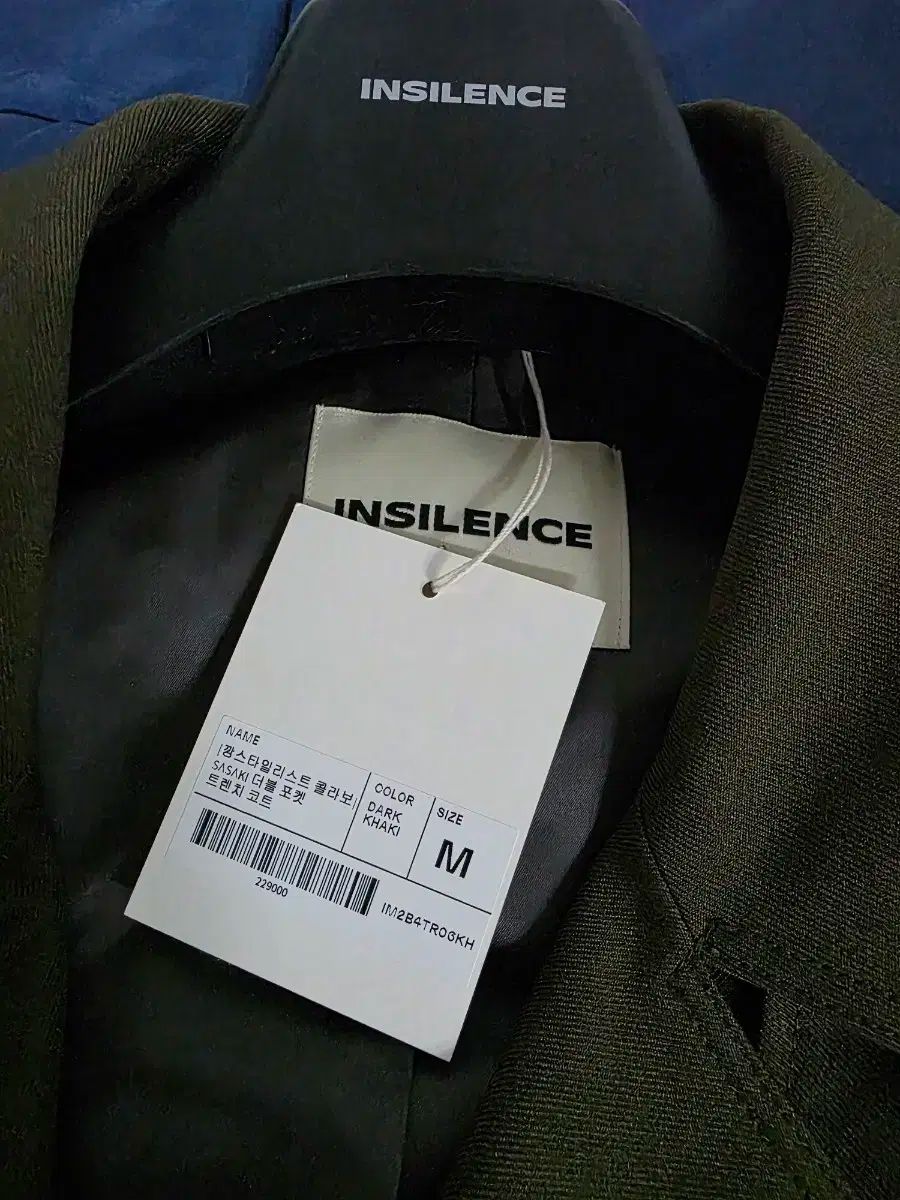 INSILENCE
INSILENCE
NAME
[깡스타일리스트 콜라보]
SASAKI 더블 포켓
트렌치 코트
COLOR
DARK
KHAKI
SIZE
M
229000
IM2B4TR06KH